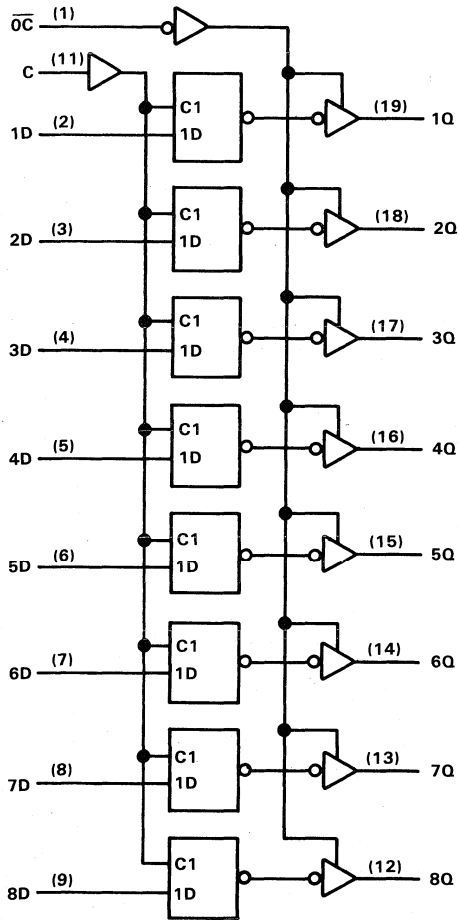 O̅C̅ (1)
C (11)
C1
1D (2) 1D (19) 1Q
C1
2D (3) 1D (18) 2Q
C1
3D (4) 1D (17) 3Q
C1
4D (5) 1D (16) 4Q
C1
5D (6) 1D (15) 5Q
C1
6D (7) 1D (14) 6Q
C1
7D (8) 1D (13) 7Q
C1
8D (9) 1D (12) 8Q